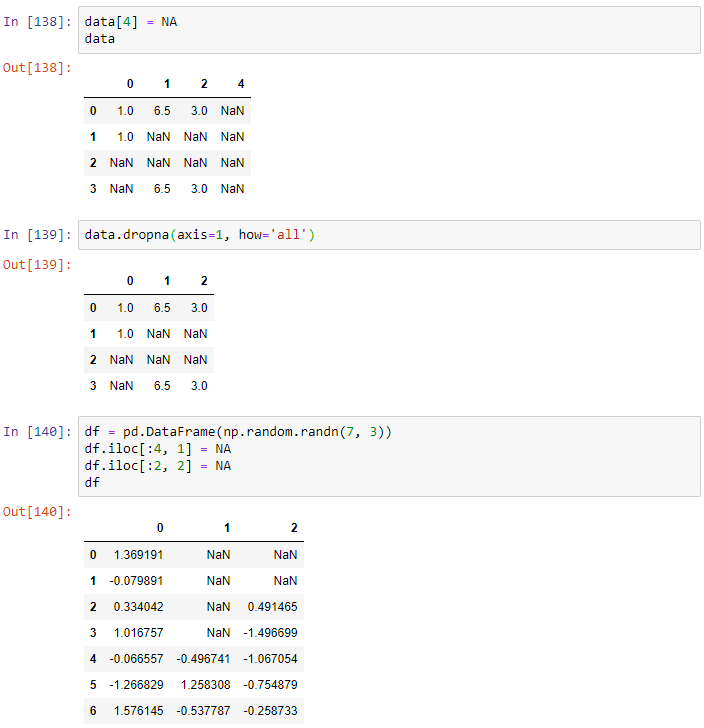 In [138]: data[4] = NA
data
Out[138]:
0 1 2 4
0 1.0 6.5 3.0 NaN
1 1.0 NaN NaN NaN
2 NaN NaN NaN NaN
3 NaN 6.5 3.0 NaN
In [139]: data.dropna(axis=1, how='all')
Out[139]:
0 1 2
0 1.0 6.5 3.0
1 1.0 NaN NaN
2 NaN NaN NaN
3 NaN 6.5 3.0
In [140]: df = pd.DataFrame(np.random.randn(7, 3))
df.iloc[:4, 1] = NA
df.iloc[:2, 2] = NA
df
Out[140]:
0 1 2
0 1.369191 NaN NaN
1 -0.079891 NaN NaN
2 0.334042 NaN 0.491465
3 1.016757 NaN -1.496699
4 -0.066557 -0.496741 -1.067054
5 -1.266829 1.258308 -0.754879
6 1.576145 -0.537787 -0.258733